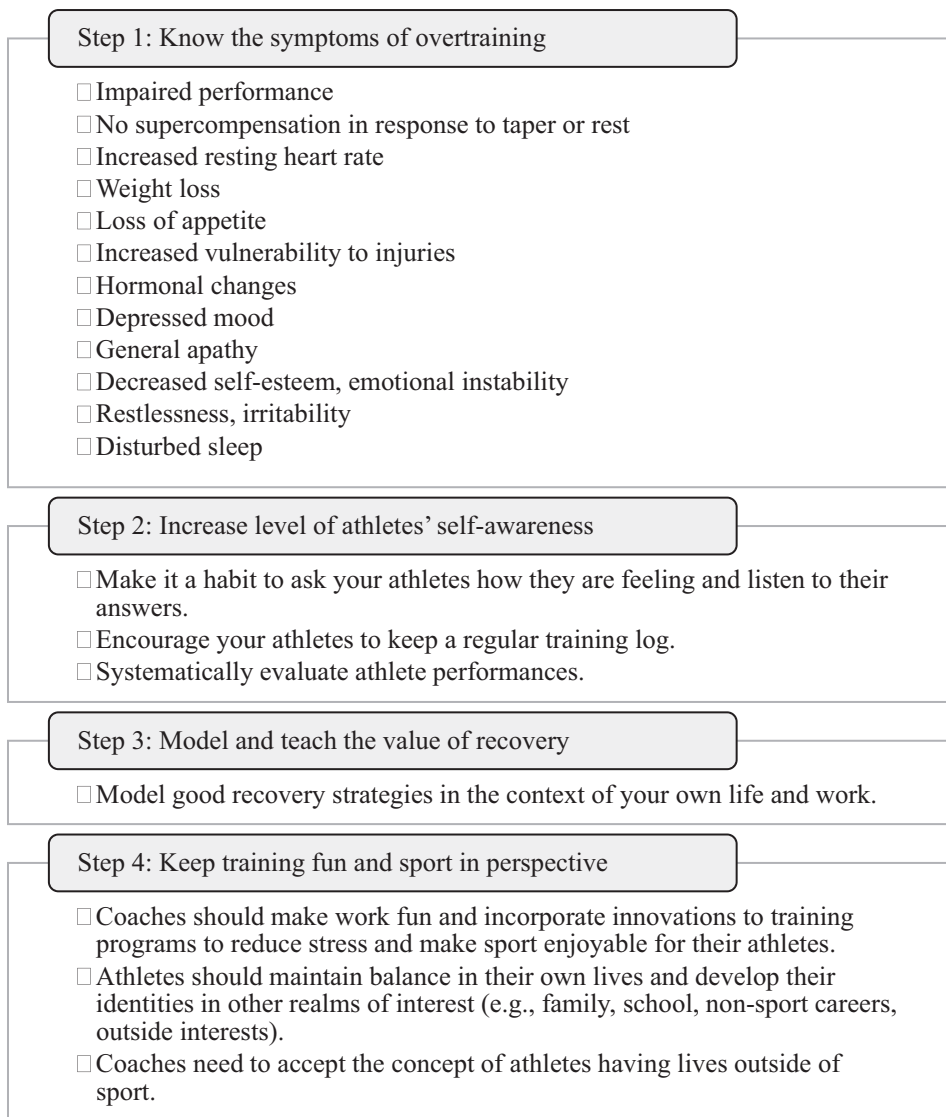 Step 1: Know the symptoms of overtraining
Impaired performance
No supercompensation in response to taper or rest
Increased resting heart rate
Weight loss
Loss of appetite
Increased vulnerability to injuries
Hormonal changes
Depressed mood
General apathy
Decreased self-esteem, emotional instability
Restlessness, irritability
Disturbed sleep
Step 2: Increase level of athletes’ self-awareness
Make it a habit to ask your athletes how they are feeling and listen to their
answers.
Encourage your athletes to keep a regular training log.
Systematically evaluate athlete performances.
Step 3: Model and teach the value of recovery
Model good recovery strategies in the context of your own life and work.
Step 4: Keep training fun and sport in perspective
Coaches should make work fun and incorporate innovations to training
programs to reduce stress and make sport enjoyable for their athletes.
Athletes should maintain balance in their own lives and develop their
identities in other realms of interest (e.g., family, school, non-sport careers,
outside interests).
Coaches need to accept the concept of athletes having lives outside of
sport.